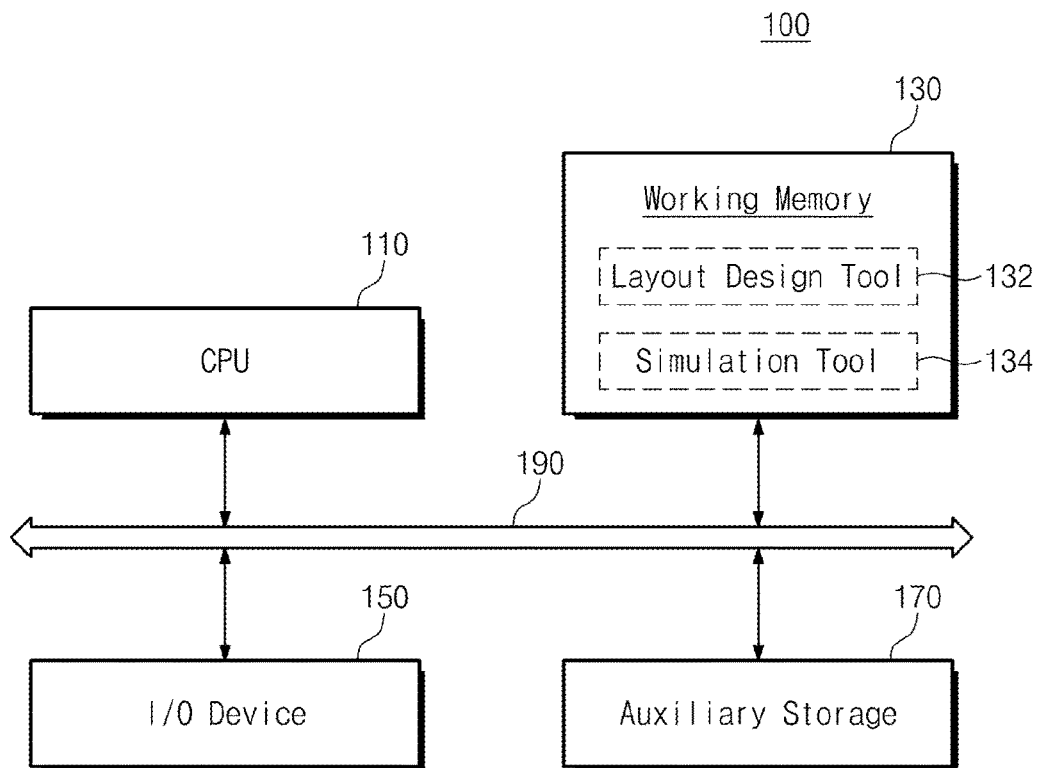 100
130
Working Memory
110
Layout Design Tool
132
CPU
Simulation Tool
134
190
150
170
I/O Device
Auxiliary Storage